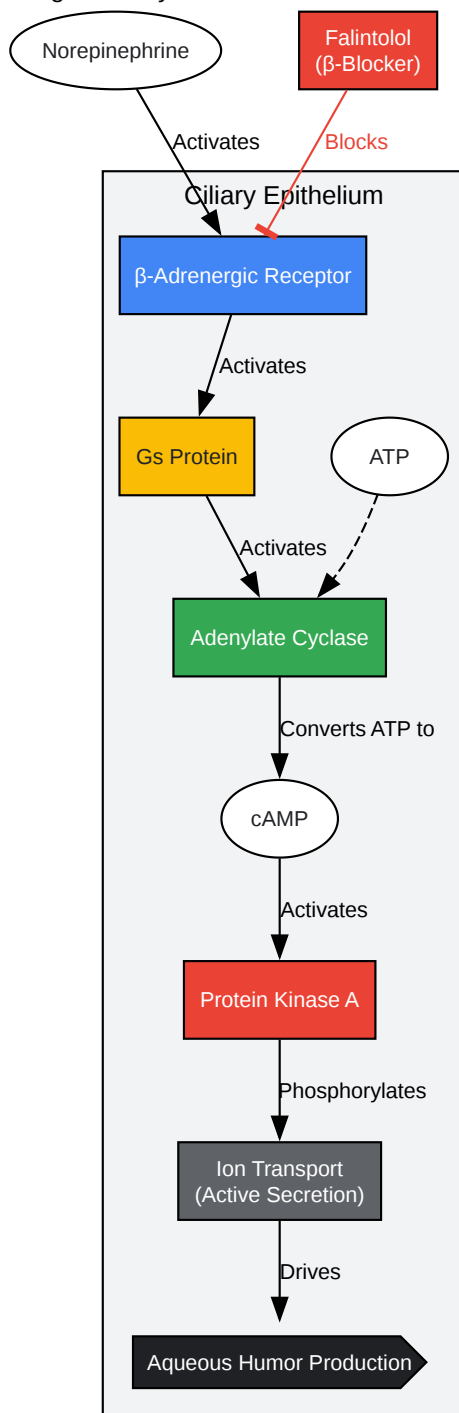 Norepinephrine
Falintolol
(β-Blocker)
Activates
Blocks
Ciliary Epithelium
β-Adrenergic Receptor
Activates
Gs Protein
ATP
Activates
Adenylate Cyclase
Converts ATP to
cAMP
Activates
Protein Kinase A
Phosphorylates
Ion Transport
(Active Secretion)
Drives
Aqueous Humor Production